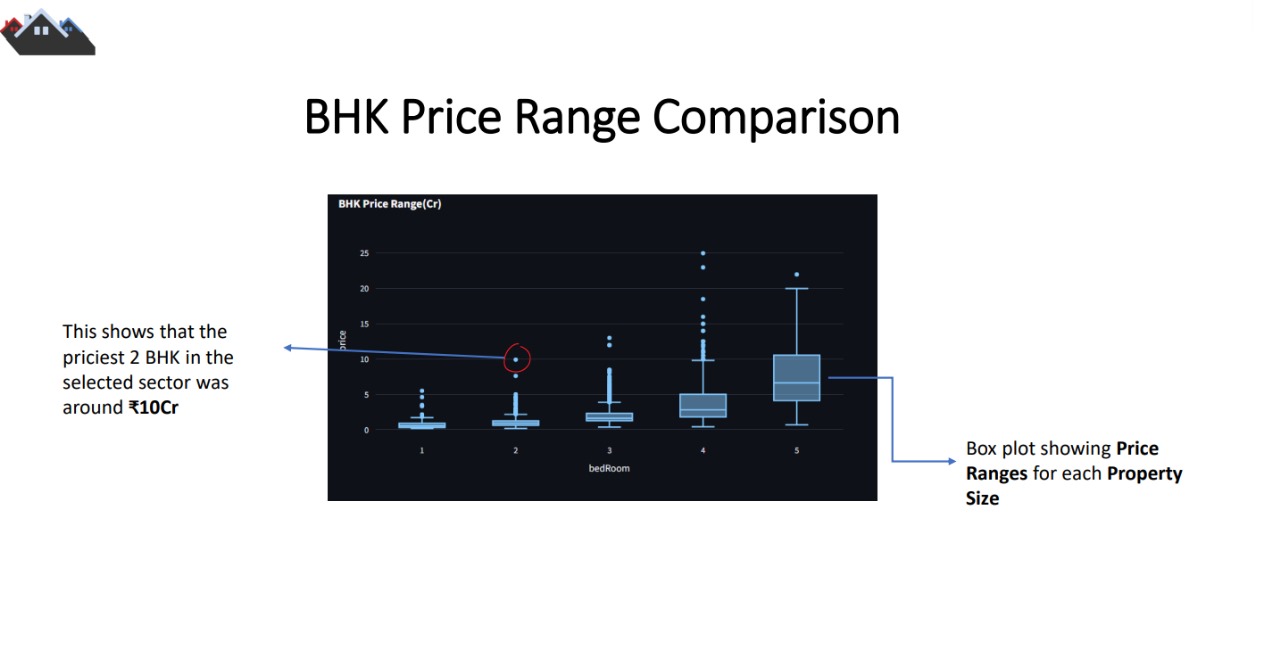 BHK Price Range Comparison
BHK Price Range(Cr)
25
20
15
10
5
0
price
1 2 3 4 5
bedRoom
This shows that the
priciest 2 BHK in the
selected sector was
around ₹10Cr
Box plot showing Price
Ranges for each Property
Size